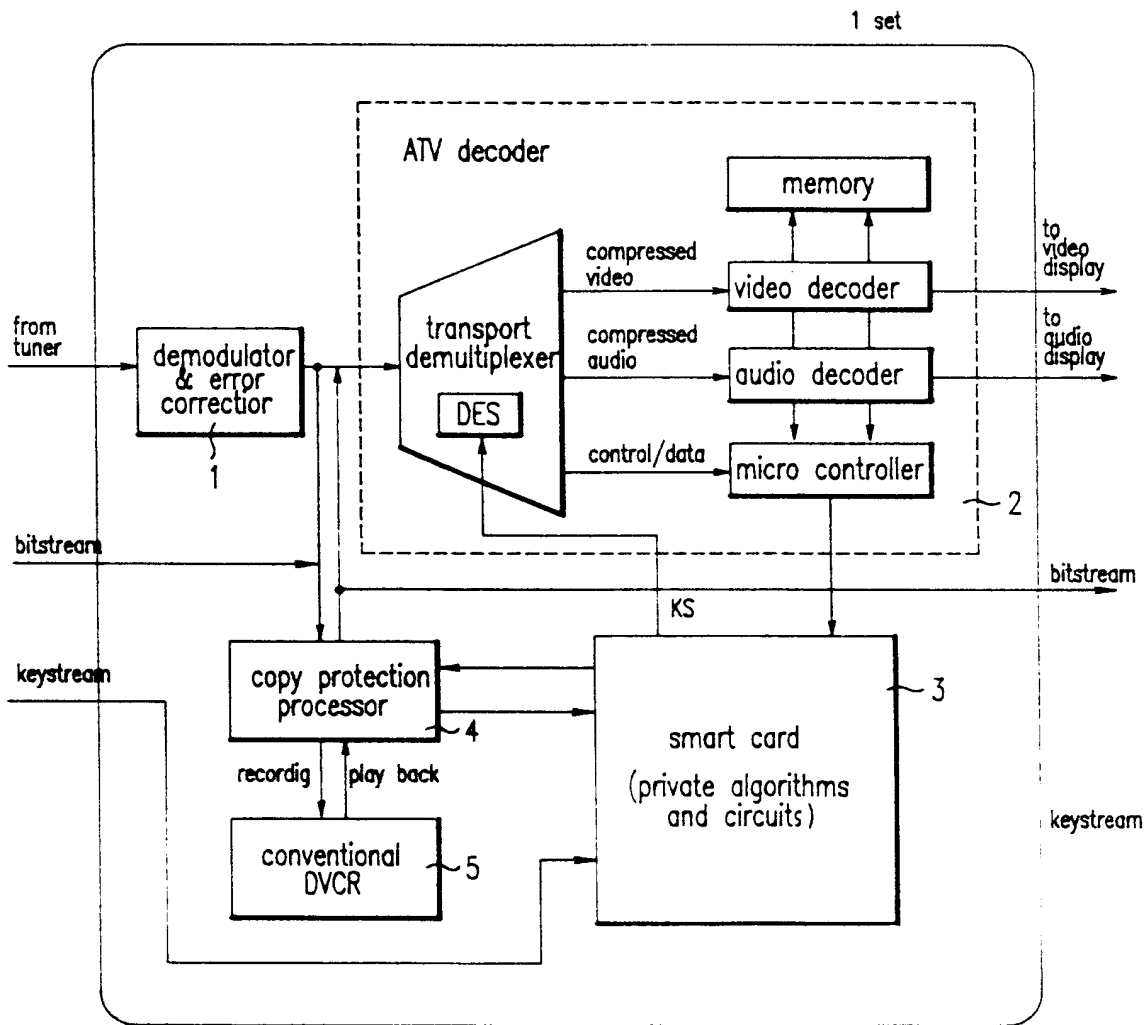 1 set
ATV decoder
memory
compressed
video
video decoder
to
video
display
from
tuner
demodulator
& error
correctior
1
transport
demultiplexer
DES
compressed
audio
audio decoder
to
audio
display
control/data
micro controller
2
bitstream
bitstream
KS
keystream
copy protection
processor
4
3
smart card
(private algorithms
and circuits)
recordig
play back
keystream
conventional
DVCR
5